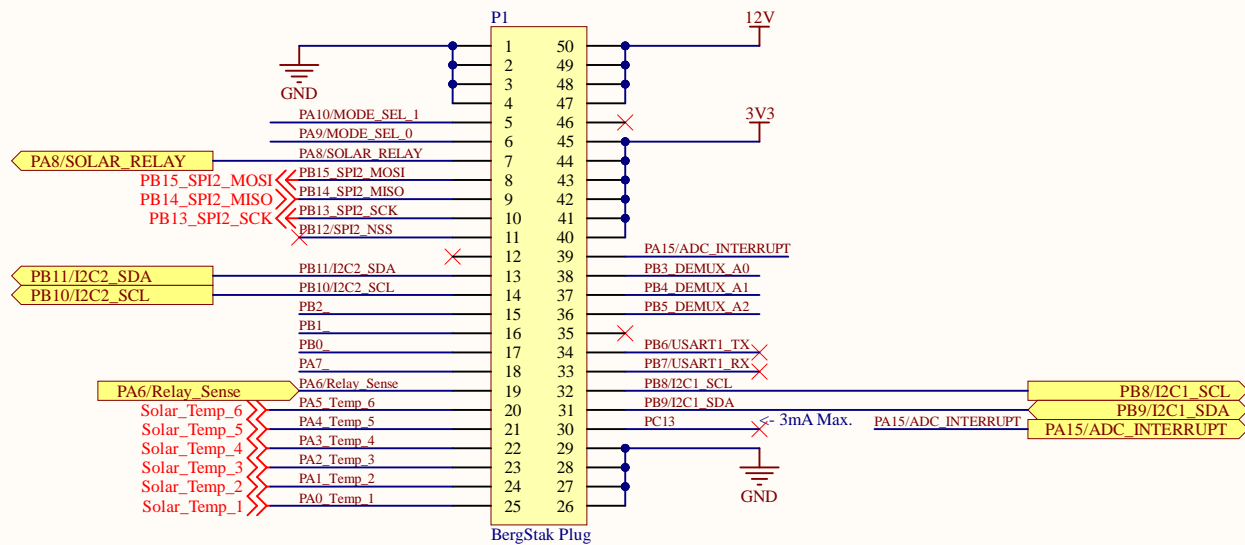 P1
12V
1 50
2 49
3 48
GND
4 47
PA10/MODE_SEL_1 5 46
3V3
PA9/MODE_SEL_0 6 45
PA8/SOLAR_RELAY PA8/SOLAR_RELAY 7 44
PB15_SPI2_MOSI PB15_SPI2_MOSI 8 43
PB14_SPI2_MISO PB14_SPI2_MISO 9 42
PB13_SPI2_SCK PB13_SPI2_SCK 10 41
PB12/SPI2_NSS 11 40
12 39 PA15/ADC_INTERRUPT
PB11/I2C2_SDA PB11/I2C2_SDA 13 38 PB3_DEMUX_A0
PB10/I2C2_SCL PB10/I2C2_SCL 14 37 PB4_DEMUX_A1
PB2_ 15 36 PB5_DEMUX_A2
PB1_ 16 35
PB0_ 17 34 PB6/USART1_TX
PA7_ 18 33 PB7/USART1_RX
PA6/Relay_Sense PA6/Relay_Sense 19 32 PB8/I2C1_SCL PB8/I2C1_SCL
Solar_Temp_6 PA5_Temp_6 20 31 PB9/I2C1_SDA PB9/I2C1_SDA
Solar_Temp_5 PA4_Temp_5 21 30 PC13 <- 3mA Max. PA15/ADC_INTERRUPT PA15/ADC_INTERRUPT
Solar_Temp_4 PA3_Temp_4 22 29
Solar_Temp_3 PA2_Temp_3 23 28
Solar_Temp_2 PA1_Temp_2 24 27
GND
Solar_Temp_1 PA0_Temp_1 25 26
BergStak Plug